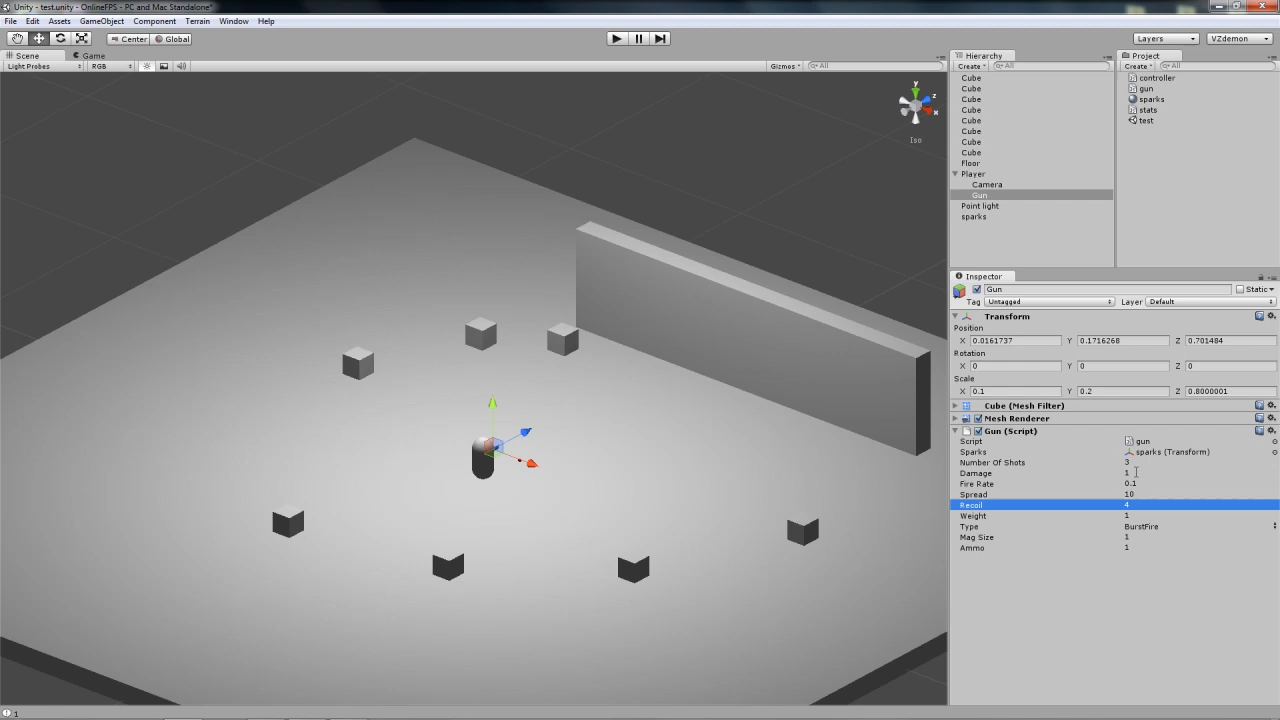 Unity - test.unity - OnlineFPS - PC and Mac Standalone*
File Edit Assets GameObject Component Terrain Window Help
Center Global Layers VZdemon
Scene Game Hierarchy Project
Light Probes RGB Gizmos All Create All Create All
Cube controller
Cube gun
Cube sparks
Cube stats
Cube test
Cube
Cube
Cube
Floor
Player
Camera
Gun
Point light
sparks
y
z
x
Iso
Inspector
Gun Static
Tag Untagged Layer Default
Transform
Position
X 0.0161737 Y 0.1716268 Z 0.701484
Rotation
X 0 Y 0 Z 0
Scale
X 0.1 Y 0.2 Z 0.8000001
Cube (Mesh Filter)
Mesh Renderer
Gun (Script)
Script gun
Sparks sparks (Transform)
Number Of Shots 3
Damage 1
Fire Rate 0.1
Spread 10
Recoil 4
Weight 1
Type BurstFire
Mag Size 1
Ammo 1
1